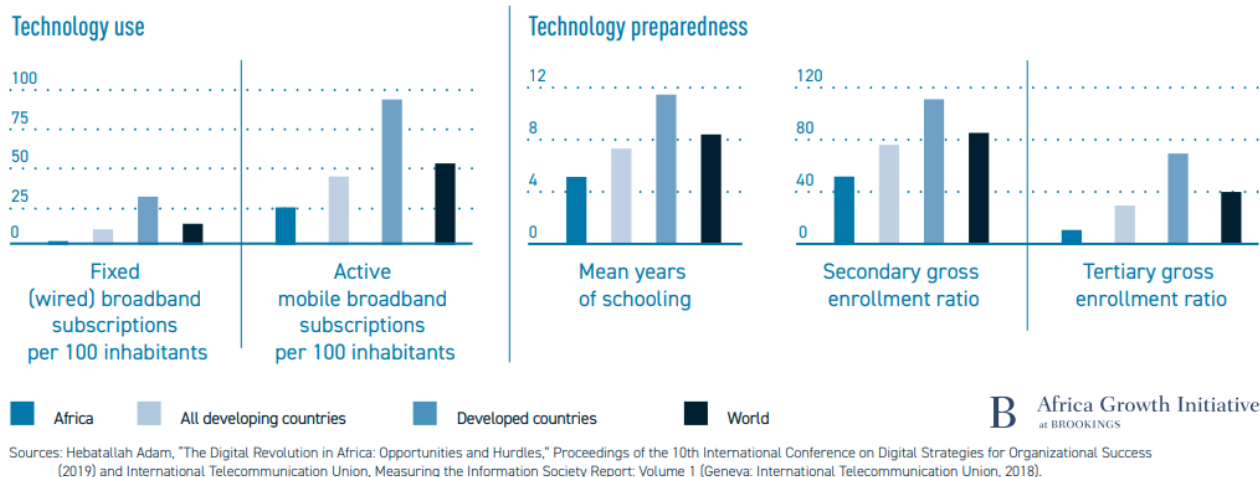 Technology use
100
75
50
25
0
Fixed
(wired) broadband
subscriptions
per 100 inhabitants
Active
mobile broadband
subscriptions
per 100 inhabitants
Technology preparedness
12
8
4
0
Mean years
of schooling
120
80
40
0
Secondary gross
enrollment ratio
Tertiary gross
enrollment ratio
Africa
All developing countries
Developed countries
World
B Africa Growth Initiative
at BROOKINGS
Sources: Hebatallah Adam, "The Digital Revolution in Africa: Opportunities and Hurdles," Proceedings of the 10th International Conference on Digital Strategies for Organizational Success
(2019) and International Telecommunication Union, Measuring the Information Society Report: Volume 1 (Geneva: International Telecommunication Union, 2018).